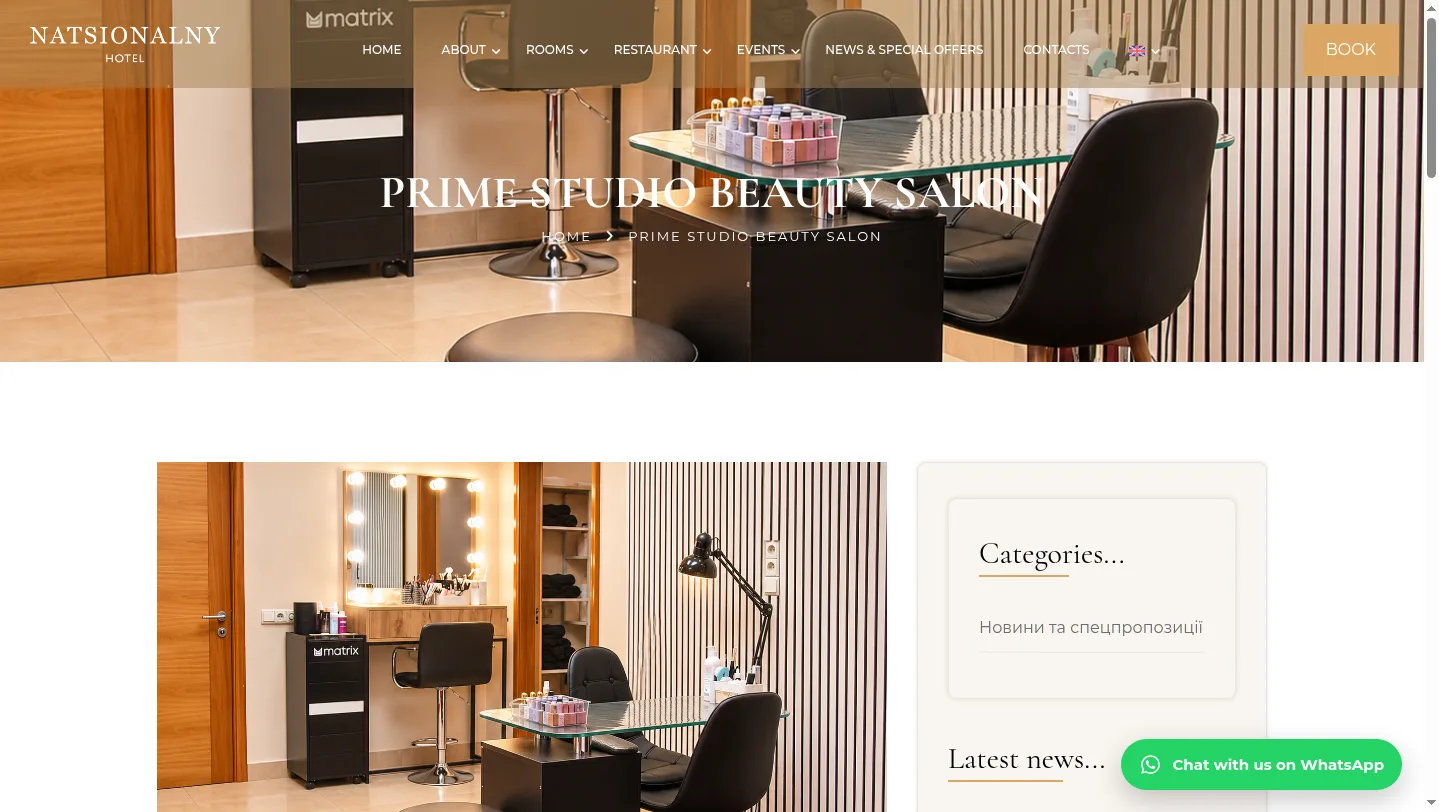 NATSIONALNY
HOTEL
HOME
ABOUT
ROOMS
RESTAURANT
EVENTS
NEWS & SPECIAL OFFERS
CONTACTS
BOOK
matrix
PRIME STUDIO BEAUTY SALON
HOME
PRIME STUDIO BEAUTY SALON
matrix
Categories...
Новини та спецпропозиції
Latest news...
Chat with us on WhatsApp